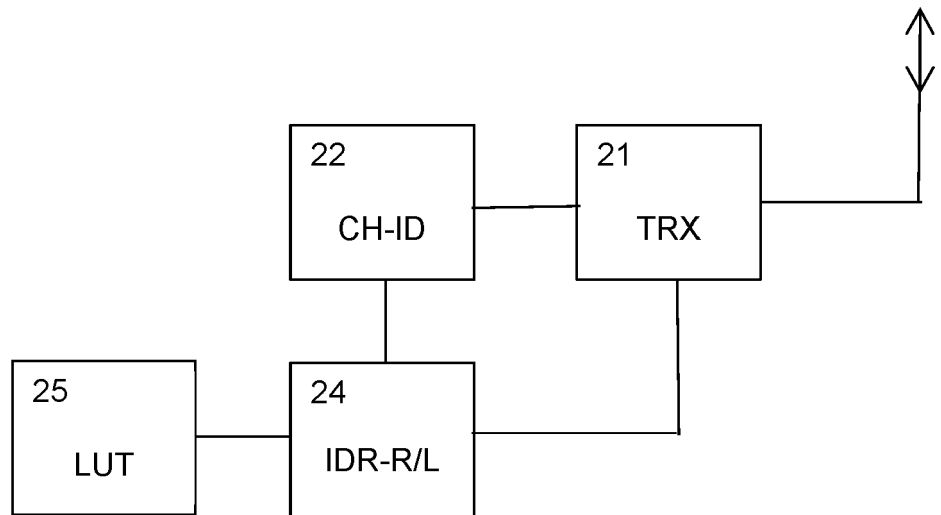 22
CH-ID
21
TRX
25
LUT
24
IDR-R/L